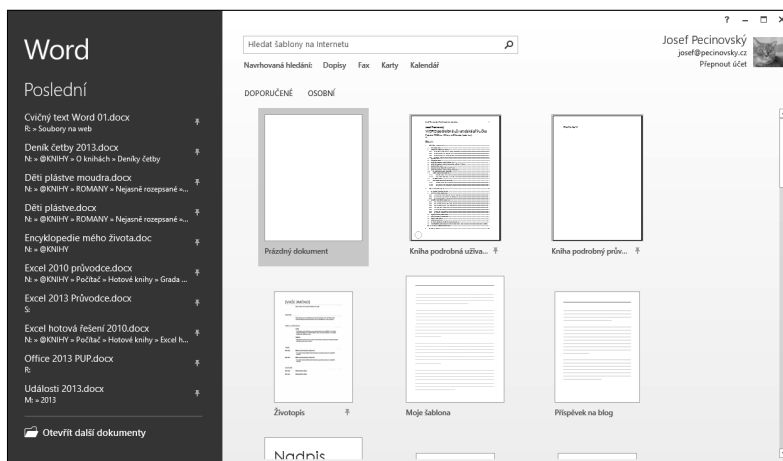 Word
Poslední
Cvičný text Word 01.docx
R: » Soubory na web
Deník četby 2013.docx
N: » @KNIHY » O knihách » Deníky četby
Děti plástve moudra.docx
N: » @KNIHY » ROMANY » Nejasně rozepsané »...
Děti plástve.docx
N: » @KNIHY » ROMANY » Nejasně rozepsané »...
Encyklopedie mého života.doc
N: » @KNIHY
Excel 2010 průvodce.docx
N: » @KNIHY » Počítač » Hotové knihy » Grada ...
Excel 2013 Průvodce.docx
S:
Excel hotová řešení 2010.docx
N: » @KNIHY » Počítač » Hotové knihy » Excel h...
Office 2013 PUP.docx
R:
Události 2013.docx
M: » 2013
Otevřít další dokumenty
?
Hledat šablony na Internetu
Josef Pecinovský
josef@pecinovsky.cz
Přepnout účet
Navrhovaná hledání: Dopisy Fax Karty Kalendář
DOPORUČENÉ OSOBNÍ
Prázdný dokument
Kniha podrobná uživa...
Kniha podrobný prův...
Životopis
Moje šablona
Příspěvek na blog
Nadpis